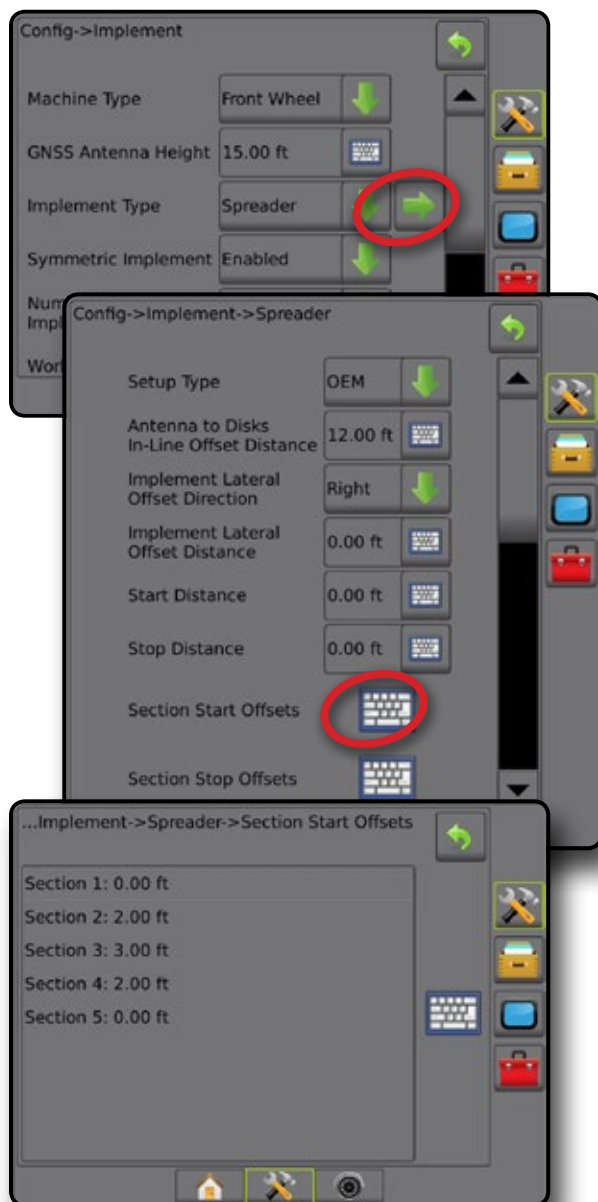 Config->Implement
Machine Type Front Wheel
GNSS Antenna Height 15.00 ft
Implement Type Spreader
Symmetric Implement Enabled
Num
Impl
Wor
Config->Implement->Spreader
Setup Type OEM
Antenna to Disks
In-Line Offset Distance 12.00 ft
Implement Lateral
Offset Direction Right
Implement Lateral
Offset Distance 0.00 ft
Start Distance 0.00 ft
Stop Distance 0.00 ft
Section Start Offsets
Section Stop Offsets
...Implement->Spreader->Section Start Offsets
Section 1: 0.00 ft
Section 2: 2.00 ft
Section 3: 3.00 ft
Section 4: 2.00 ft
Section 5: 0.00 ft